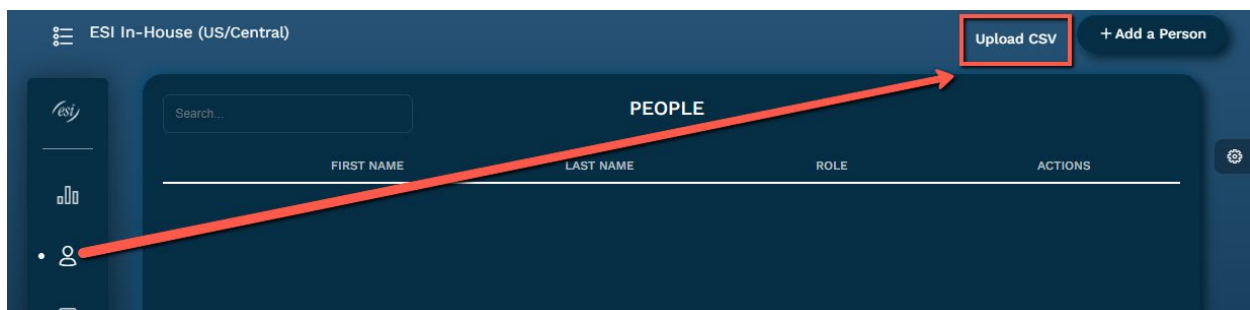 ESI In-House (US/Central)
Upload CSV
+ Add a Person
esi
Search...
PEOPLE
FIRST NAME LAST NAME ROLE ACTIONS